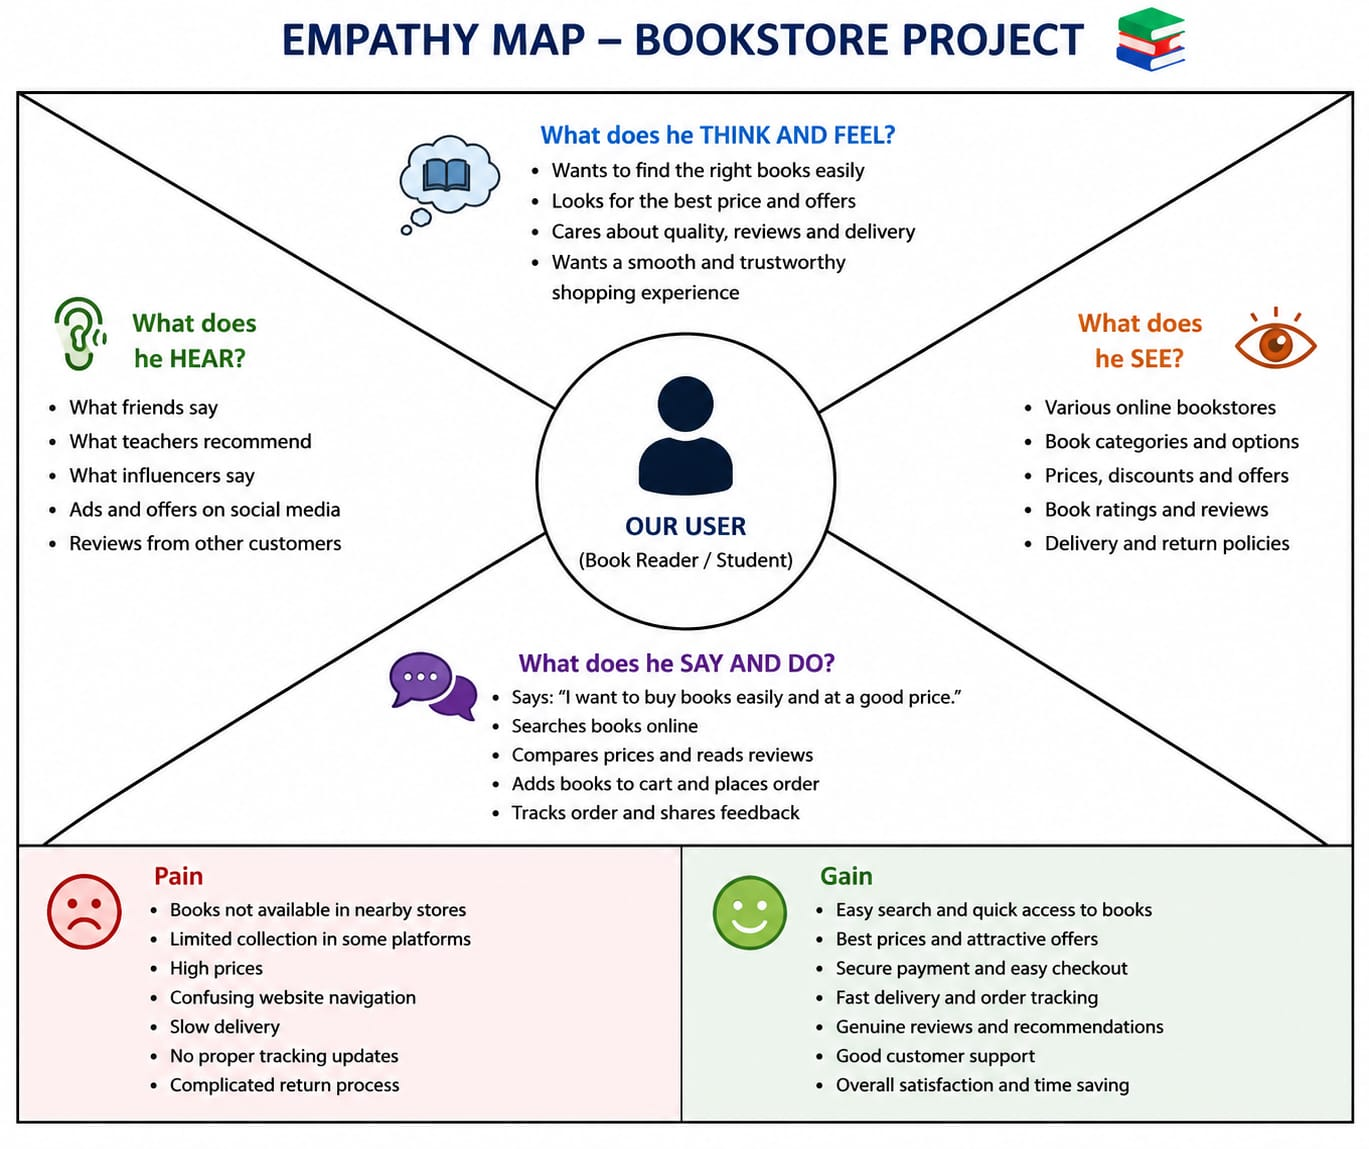 EMPATHY MAP – BOOKSTORE PROJECT
What does he THINK AND FEEL?
• Wants to find the right books easily
• Looks for the best price and offers
• Cares about quality, reviews and delivery
• Wants a smooth and trustworthy
shopping experience
What does
he HEAR?
• What friends say
• What teachers recommend
• What influencers say
• Ads and offers on social media
• Reviews from other customers
OUR USER
(Book Reader / Student)
What does
he SEE?
• Various online bookstores
• Book categories and options
• Prices, discounts and offers
• Book ratings and reviews
• Delivery and return policies
What does he SAY AND DO?
• Says: “I want to buy books easily and at a good price.”
• Searches books online
• Compares prices and reads reviews
• Adds books to cart and places order
• Tracks order and shares feedback
Pain
• Books not available in nearby stores
• Limited collection in some platforms
• High prices
• Confusing website navigation
• Slow delivery
• No proper tracking updates
• Complicated return process
Gain
• Easy search and quick access to books
• Best prices and attractive offers
• Secure payment and easy checkout
• Fast delivery and order tracking
• Genuine reviews and recommendations
• Good customer support
• Overall satisfaction and time saving